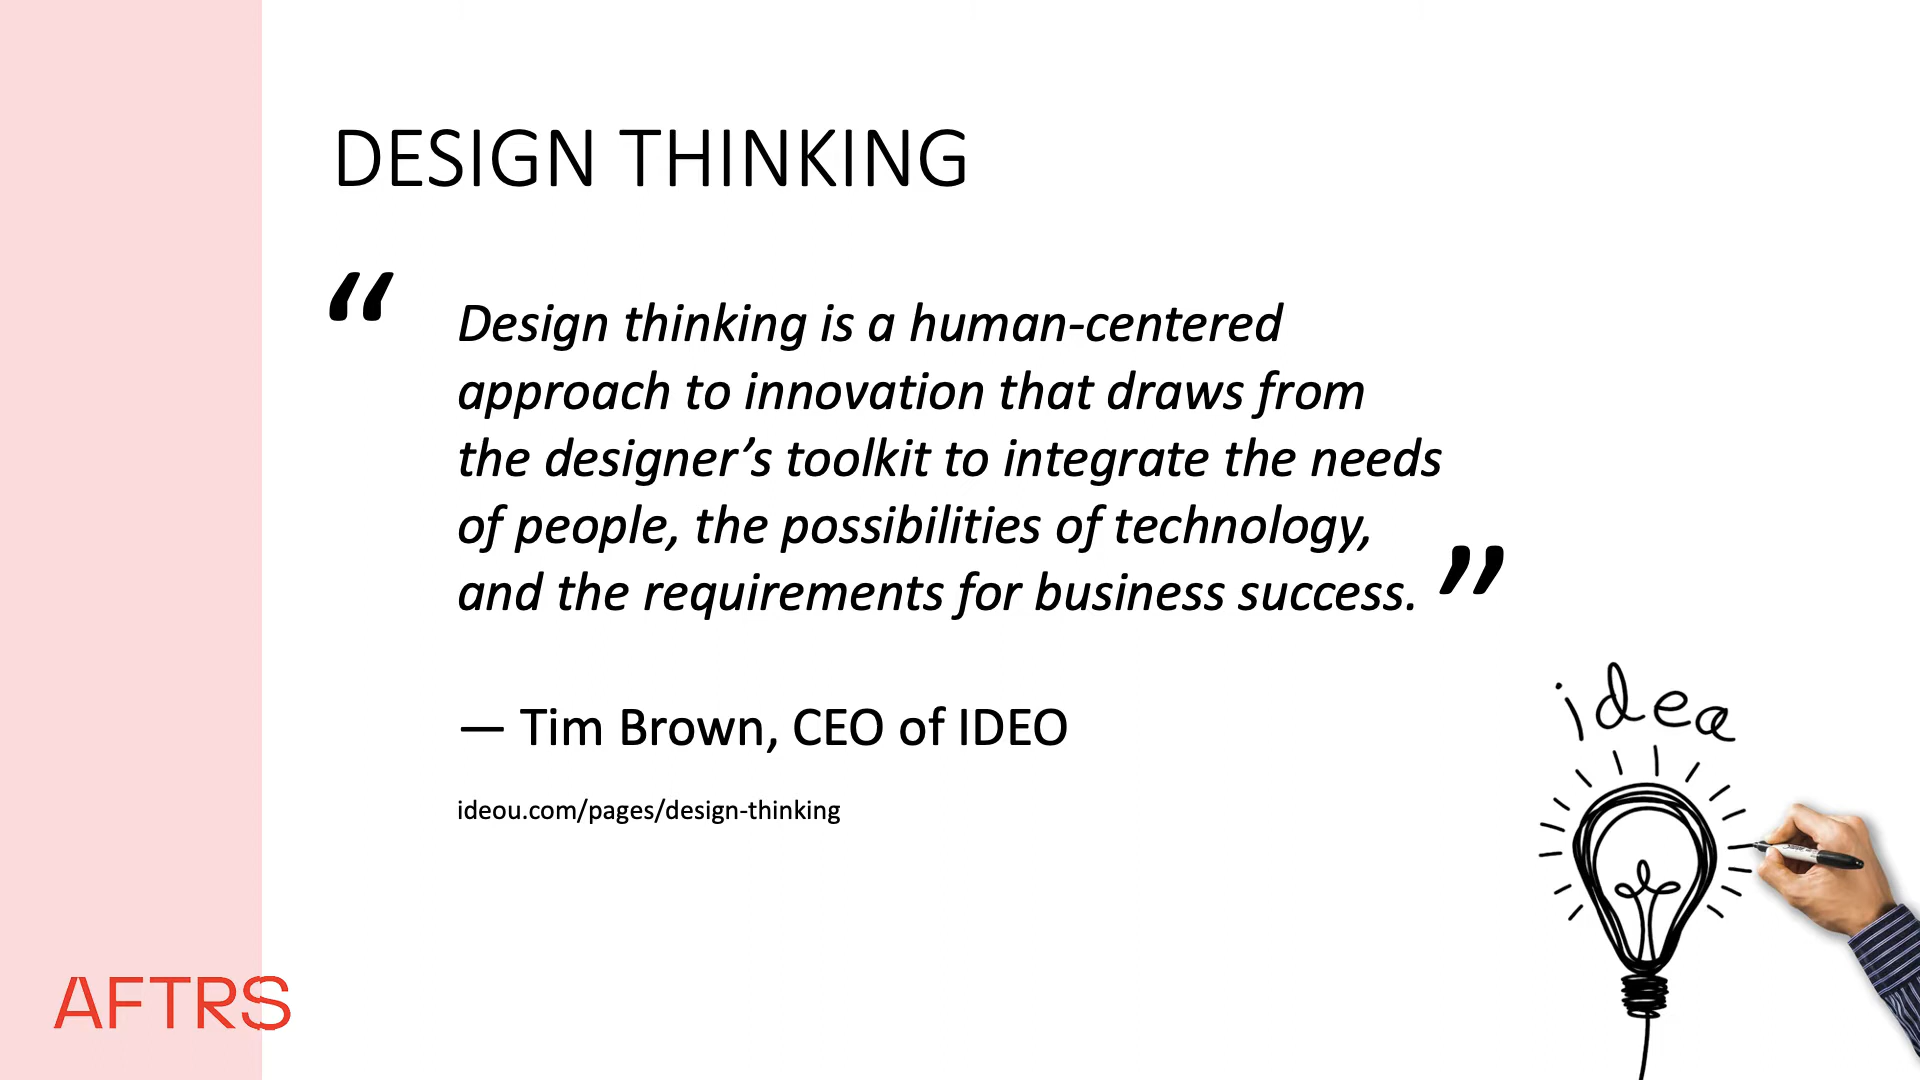 DESIGN THINKING
“
Design thinking is a human-centered
approach to innovation that draws from
the designer’s toolkit to integrate the needs
of people, the possibilities of technology,
and the requirements for business success. ”
— Tim Brown, CEO of IDEO
ideou.com/pages/design-thinking
idea
AFTRS